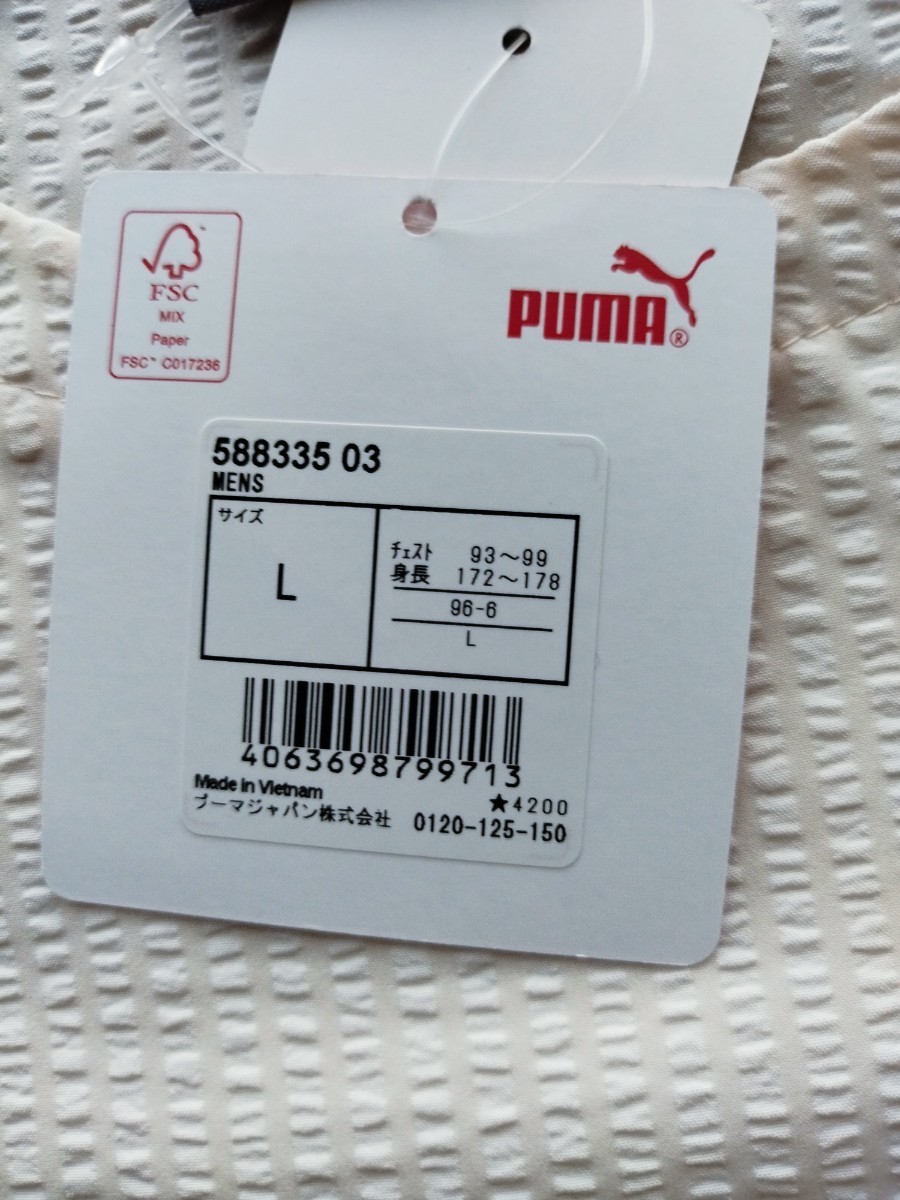 FSC
MIX
Paper
FSC™ C017236
PUMA®
588335 03
MENS
サイズ
L
チェスト 93～99
身長 172～178
96-6
L
4063698799713
Made in Vietnam
★4200
プーマジャパン株式会社 0120-125-150